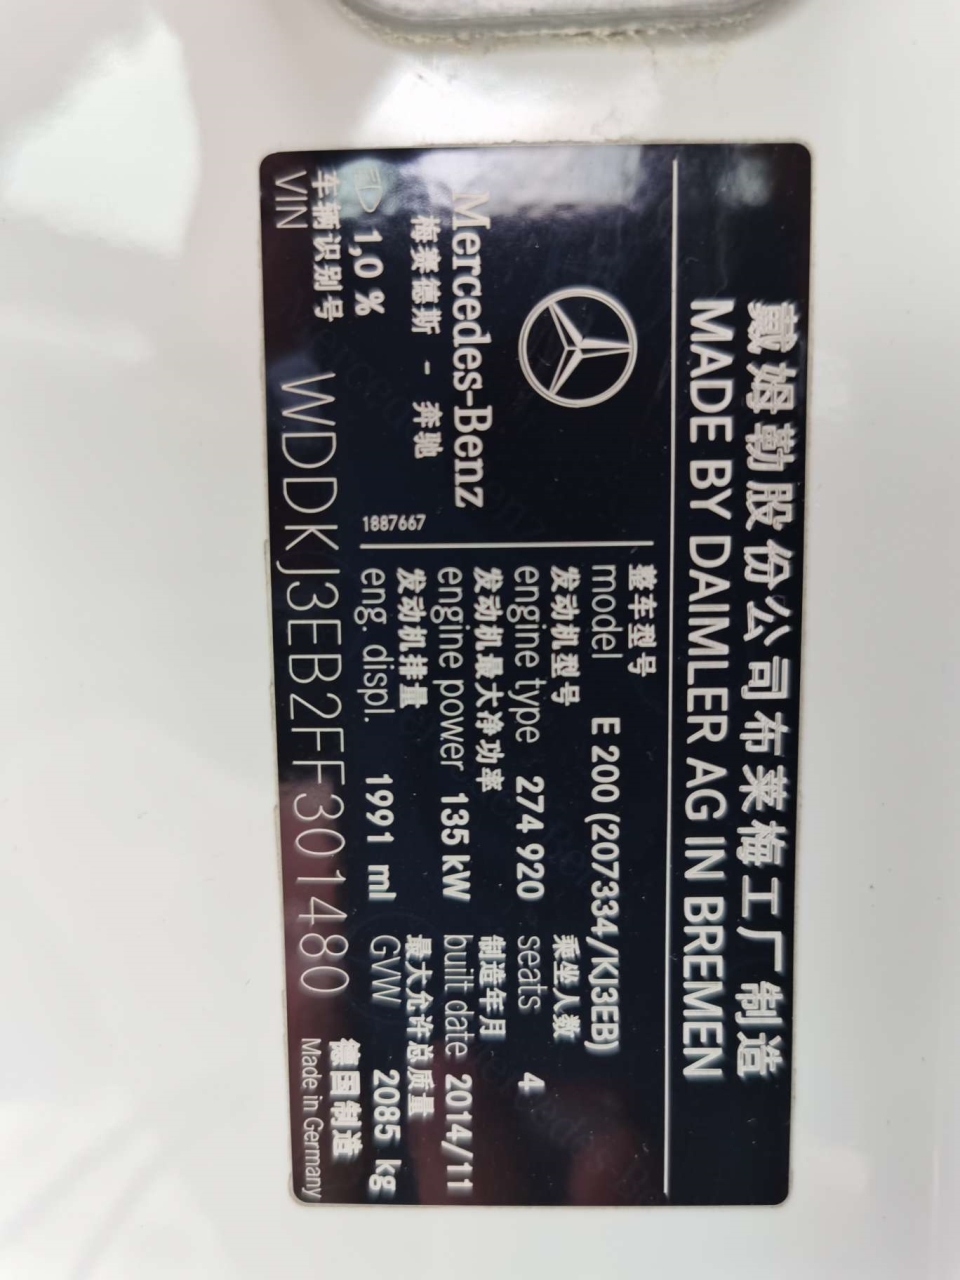 戴姆勒股份公司布莱梅工厂制造
MADE BY DAIMLER AG IN BREMEN
Mercedes-Benz
梅赛德斯 - 奔驰
1,0 %
1887667
整车型号
model E 200 (207334/KJ3EB)
发动机型号 乘坐人数
engine type 274 920 seats 4
发动机最大净功率 制造年月
engine power 135 kW built date 2014/11
发动机排量 最大允许总质量
eng. displ. 1991 ml GVW 2085 kg
车辆识别号
VIN WDDKJ3EB2FF301480
德国制造
Made in Germany